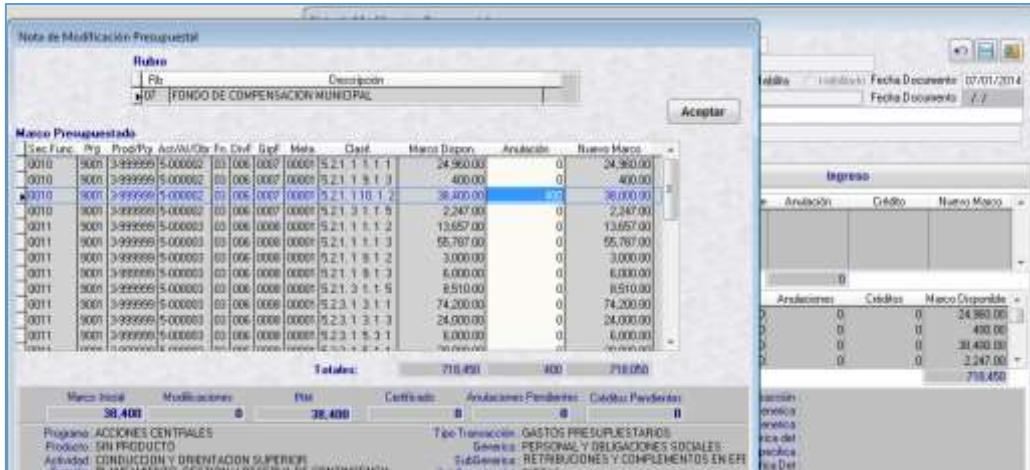 Nota de Modificación Presupuestal
Rubro
Rb Descripción
07 FONDO DE COMPENSACION MUNICIPAL
Aceptar
Marco Presupuestado
Sec.Func. Prg Prod/Pry Act/AI/Obr Fn. DivF GrpF Meta Clasif. Marco Dispon. Anulación Nuevo Marco
0010 9001 3-999999 5-000002 03 006 0007 00001 5.2.1 1 1 1 1 24,960.00 0 24,960.00
0010 9001 3-999999 5-000002 03 006 0007 00001 5.2.1 1 9 1 3 400.00 0 400.00
0010 9001 3-999999 5-000002 03 006 0007 00001 5.2.1 1 10. 1 2 38,400.00 400 38,000.00
0010 9001 3-999999 5-000002 03 006 0007 00001 5.2.1 3 1 1 5 2,247.00 0 2,247.00
0011 9001 3-999999 5-000003 03 006 0008 00001 5.2.1 1 1 1 2 13,657.00 0 13,657.00
0011 9001 3-999999 5-000003 03 006 0008 00001 5.2.1 1 1 1 3 55,787.00 0 55,787.00
0011 9001 3-999999 5-000003 03 006 0008 00001 5.2.1 1 9 1 2 3,000.00 0 3,000.00
0011 9001 3-999999 5-000003 03 006 0008 00001 5.2.1 1 9 1 3 6,000.00 0 6,000.00
0011 9001 3-999999 5-000003 03 006 0008 00001 5.2.1 3 1 1 5 8,510.00 0 8,510.00
0011 9001 3-999999 5-000003 03 006 0008 00001 5.2.3 1 3 1 1 74,200.00 0 74,200.00
0011 9001 3-999999 5-000003 03 006 0008 00001 5.2.3 1 3 1 3 24,000.00 0 24,000.00
0011 9001 3-999999 5-000003 03 006 0008 00001 5.2.3 1 5 3 1 6,000.00 0 6,000.00
Totales: 718,450 400 718,050
Marco Inicial Modificaciones PIM Certificado Anulaciones Pendientes Créditos Pendientes
38,400 0 38,400 0 0 0
Programa: ACCIONES CENTRALES
Producto: SIN PRODUCTO
Actividad: CONDUCCION Y ORIENTACION SUPERIOR
Tipo Transacción: GASTOS PRESUPUESTARIOS
Generica: PERSONAL Y OBLIGACIONES SOCIALES
SubGenerica: RETRIBUCIONES Y COMPLEMENTOS EN EFE
Fecha Documento 07/01/2014
Fecha Documento / /
Ingreso
Anulación Crédito Nuevo Marco
0
Anulaciones Créditos Marco Disponible
0 0 24,960.00
0 0 400.00
0 0 38,400.00
0 0 2,247.00
718,450